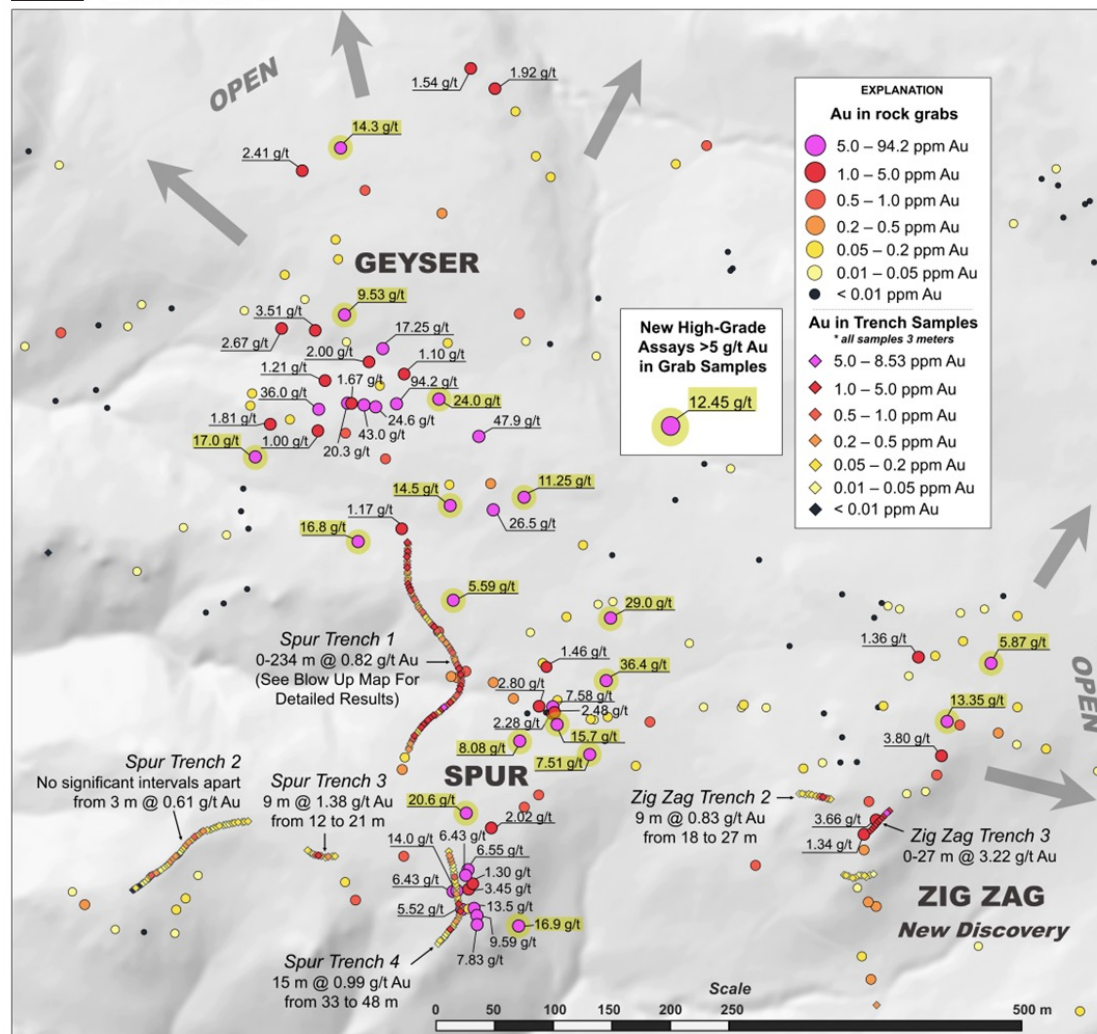 OPEN
1.54 g/t
1.92 g/t
14.3 g/t
2.41 g/t
GEYSER
9.53 g/t
3.51 g/t
2.67 g/t
17.25 g/t
2.00 g/t
1.10 g/t
1.21 g/t
1.67 g/t
94.2 g/t
36.0 g/t
24.0 g/t
1.81 g/t
24.6 g/t
47.9 g/t
17.0 g/t
1.00 g/t
43.0 g/t
20.3 g/t
14.5 g/t
11.25 g/t
1.17 g/t
26.5 g/t
16.8 g/t
5.59 g/t
29.0 g/t
EXPLANATION
Au in rock grabs
5.0 – 94.2 ppm Au
1.0 – 5.0 ppm Au
0.5 – 1.0 ppm Au
0.2 – 0.5 ppm Au
0.05 – 0.2 ppm Au
0.01 – 0.05 ppm Au
< 0.01 ppm Au
Au in Trench Samples
* all samples 3 meters
5.0 – 8.53 ppm Au
1.0 – 5.0 ppm Au
0.5 – 1.0 ppm Au
0.2 – 0.5 ppm Au
0.05 – 0.2 ppm Au
0.01 – 0.05 ppm Au
< 0.01 ppm Au
New High-Grade
Assays >5 g/t Au
in Grab Samples
12.45 g/t
Spur Trench 1
0-234 m @ 0.82 g/t Au
(See Blow Up Map For
Detailed Results)
1.46 g/t
36.4 g/t
2.80 g/t
7.58 g/t
2.48 g/t
2.28 g/t
15.7 g/t
8.08 g/t
7.51 g/t
SPUR
1.36 g/t
5.87 g/t
13.35 g/t
3.80 g/t
OPEN
Spur Trench 2
No significant intervals apart
from 3 m @ 0.61 g/t Au
Spur Trench 3
9 m @ 1.38 g/t Au
from 12 to 21 m
20.6 g/t
2.02 g/t
6.43 g/t
14.0 g/t
6.55 g/t
1.30 g/t
6.43 g/t
3.45 g/t
5.52 g/t
13.5 g/t
16.9 g/t
9.59 g/t
7.83 g/t
Spur Trench 4
15 m @ 0.99 g/t Au
from 33 to 48 m
Zig Zag Trench 2
9 m @ 0.83 g/t Au
from 18 to 27 m
3.66 g/t
1.34 g/t
Zig Zag Trench 3
0-27 m @ 3.22 g/t Au
ZIG ZAG
New Discovery
Scale
0 50 100 150 200 250 500 m